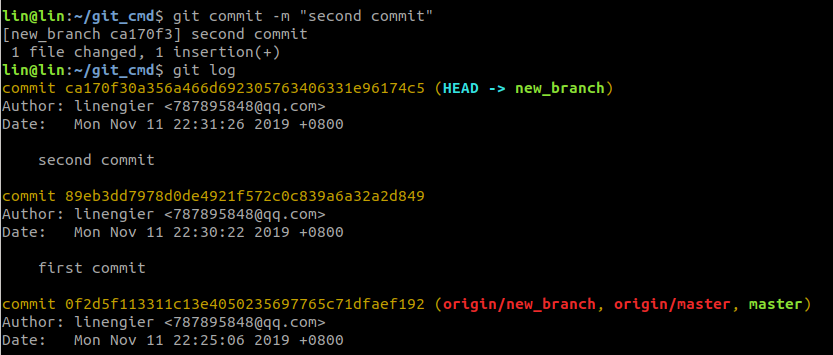 lin@lin:~/git_cmd$ git commit -m "second commit"
[new_branch ca170f3] second commit
 1 file changed, 1 insertion(+)
lin@lin:~/git_cmd$ git log
commit ca170f30a356a466d692305763406331e96174c5 (HEAD -> new_branch)
Author: linengier <787895848@qq.com>
Date:   Mon Nov 11 22:31:26 2019 +0800
    second commit
commit 89eb3dd7978d0de4921f572c0c839a6a32a2d849
Author: linengier <787895848@qq.com>
Date:   Mon Nov 11 22:30:22 2019 +0800
    first commit
commit 0f2d5f113311c13e4050235697765c71dfaef192 (origin/new_branch, origin/master, master)
Author: linengier <787895848@qq.com>
Date:   Mon Nov 11 22:25:06 2019 +0800